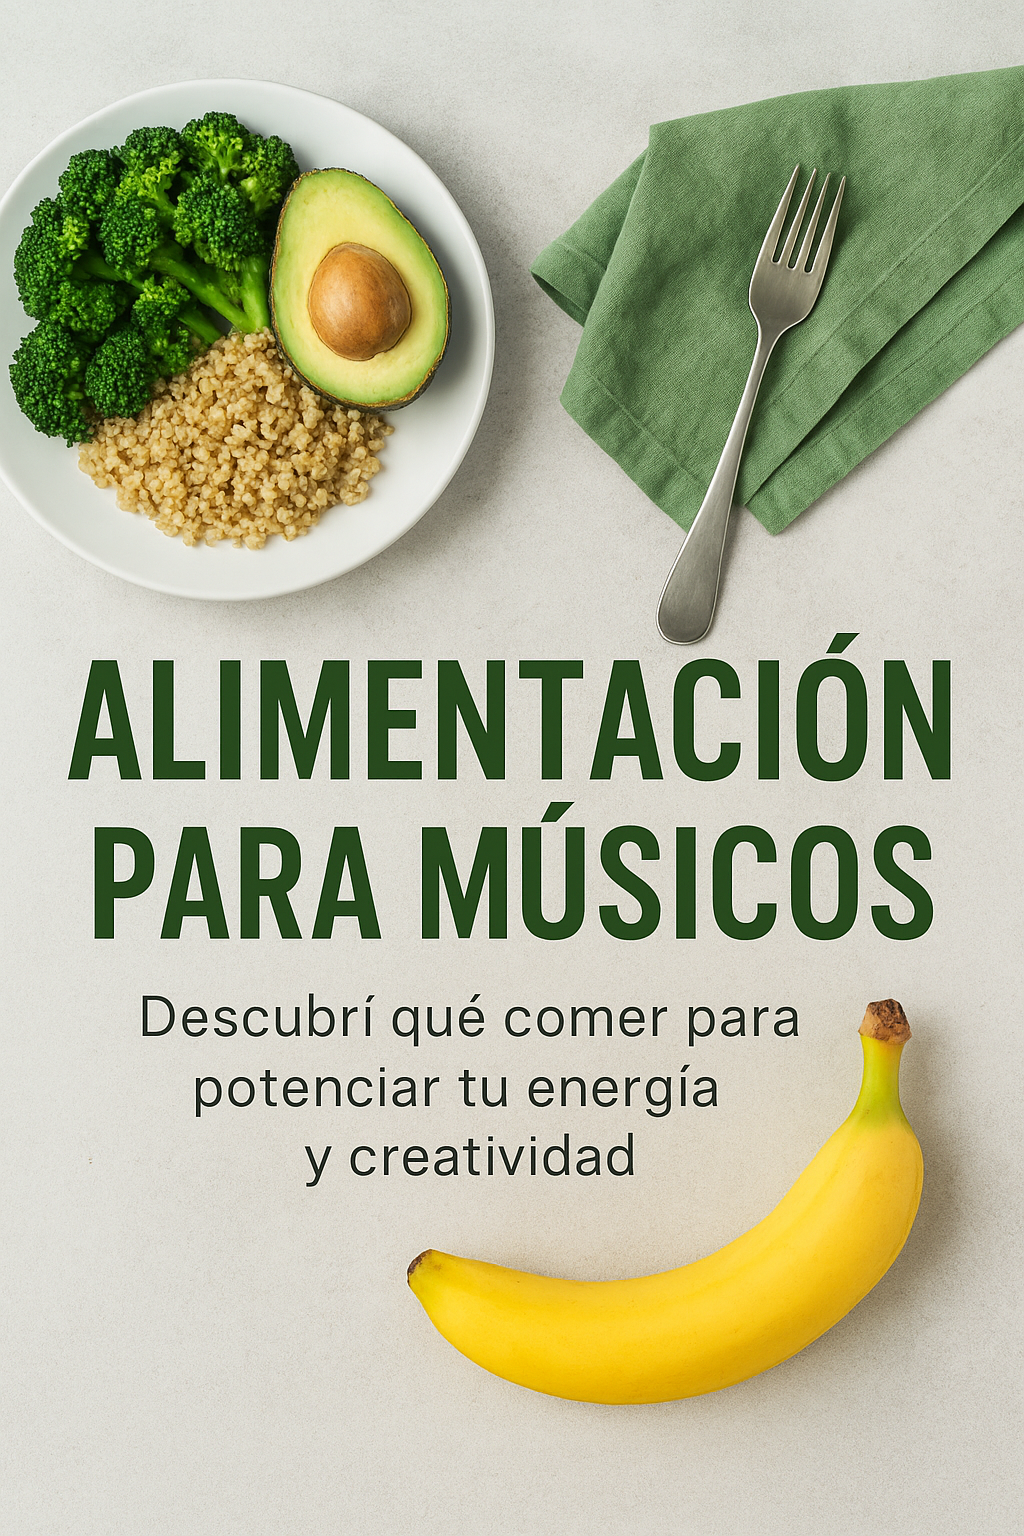 ALIMENTACIÓN
PARA MÚSICOS
Descubrí qué comer para
potenciar tu energía
y creatividad